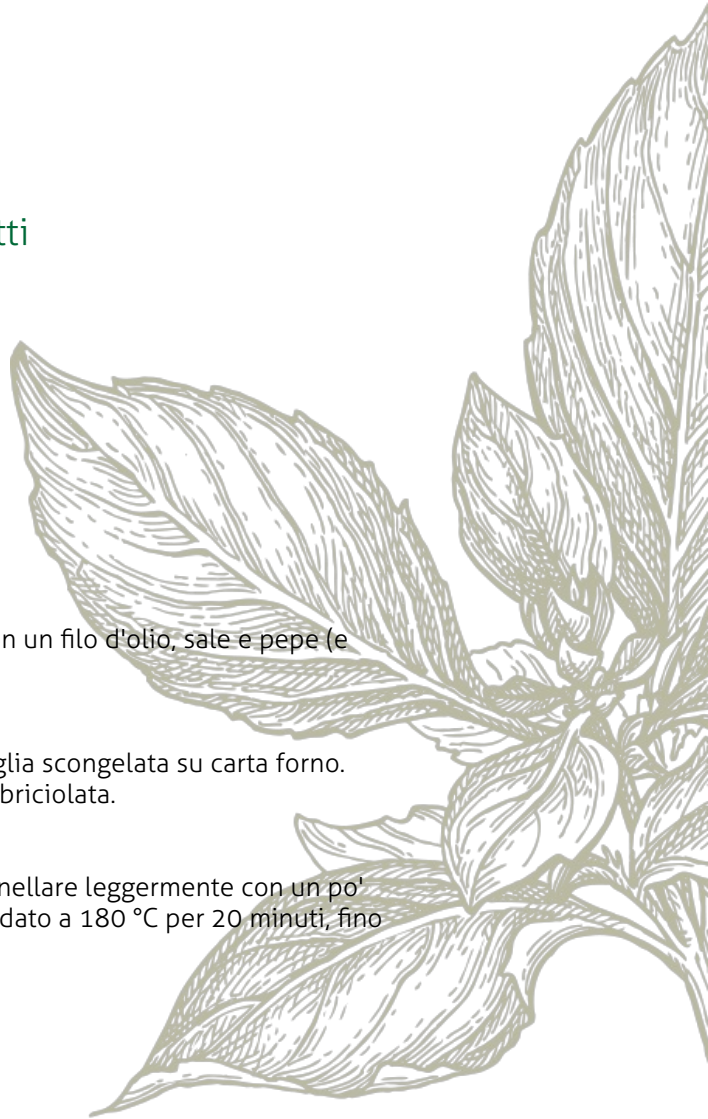 tti
n un filo d'olio, sale e pepe (e
glia scongelata su carta forno.
briciolata.
nellare leggermente con un po'
dato a 180 °C per 20 minuti, fino